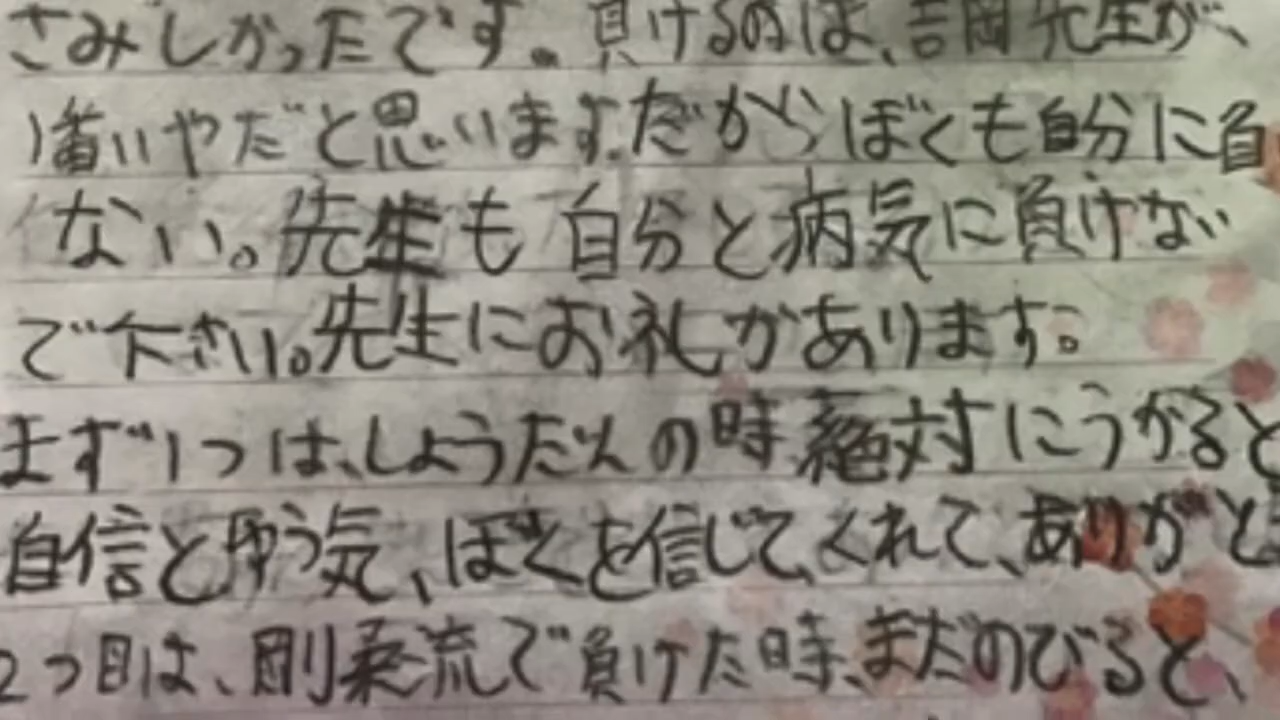 さみしかったです。負けるのは、吉岡先生が、
番いやだと思います。だからぼくも自分に負
ない。先生も自分と病気に負けない
で下さい。先生にお礼があります。
まず1つは、しょうだんの時、絶対にうかると
自信とゆう気、ぼくを信じて、くれて、ありがと
2つ目は、剛柔流で負けた時、まだのびると、